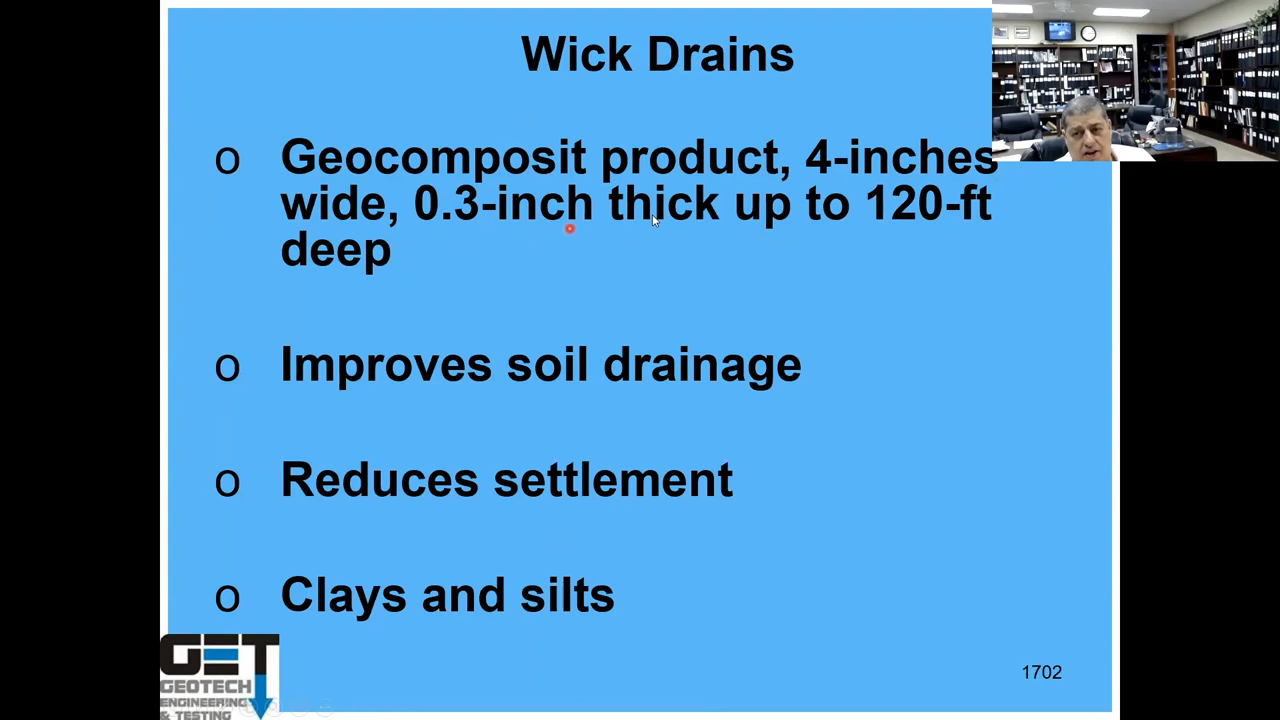 Wick Drains
o Geocomposit product, 4-inches
wide, 0.3-inch thick up to 120-ft
deep
o Improves soil drainage
o Reduces settlement
o Clays and silts
GET
GEOTECH
ENGINEERING
& TESTING
1702